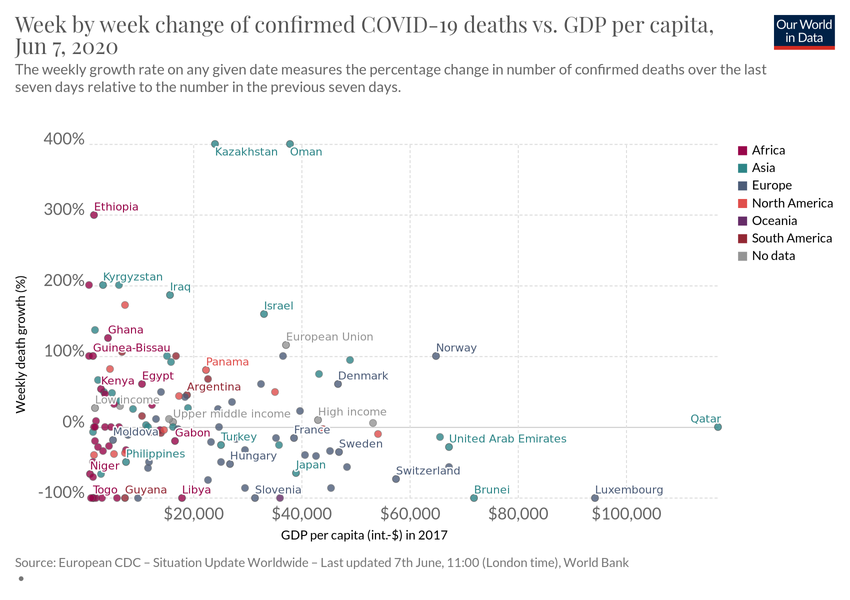 Week by week change of confirmed COVID-19 deaths vs. GDP per capita,
Jun 7, 2020
Our World
in Data
The weekly growth rate on any given date measures the percentage change in number of confirmed deaths over the last
seven days relative to the number in the previous seven days.
400%
Kazakhstan
Oman
Africa
Asia
Europe
North America
Oceania
South America
No data
300%
Ethiopia
200%
Kyrgyzstan
Iraq
Israel
Ghana
European Union
100%
Guinea-Bissau
Norway
Panama
Kenya
Egypt
Argentina
Denmark
Low income
Upper middle income
High income
0%
Qatar
Moldova
Gabon
Turkey
France
Sweden
United Arab Emirates
Philippines
Hungary
Niger
Japan
Switzerland
-100%
Togo
Guyana
Libya
Slovenia
Brunei
Luxembourg
$20,000
$40,000
$60,000
$80,000
$100,000
Weekly death growth (%)
GDP per capita (int.-$) in 2017
Source: European CDC – Situation Update Worldwide – Last updated 7th June, 11:00 (London time), World Bank
•